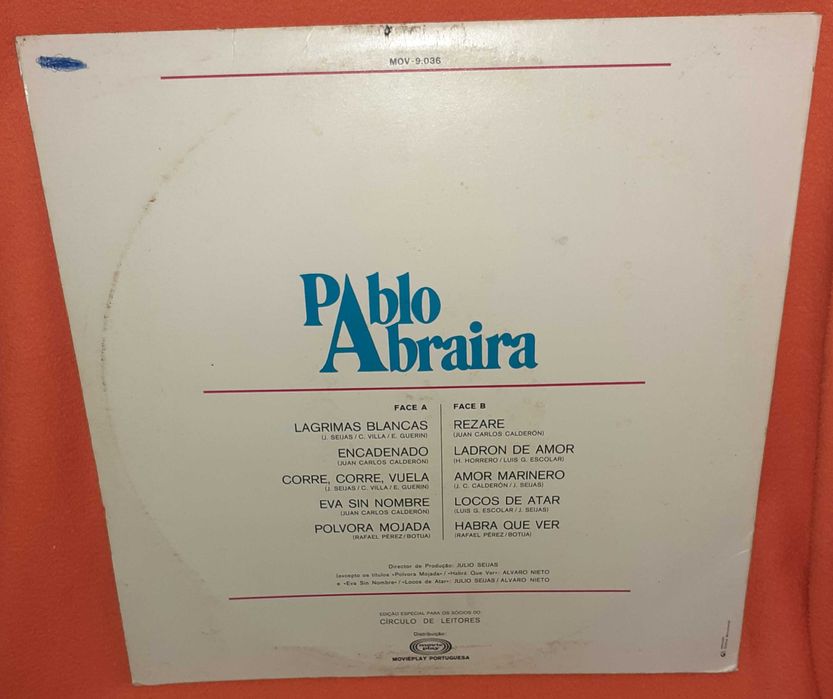 MOV-9.036
PAblo
Abraira
FACE A
LAGRIMAS BLANCAS
(J. SEIJAS / C. VILLA / E. GUERIN)
ENCADENADO
(JUAN CARLOS CALDERÓN)
CORRE, CORRE, VUELA
(J. SEIJAS / C. VILLA / E. GUERIN)
EVA SIN NOMBRE
(JUAN CARLOS CALDERÓN)
POLVORA MOJADA
(RAFAEL PÉREZ / BOTIJA)
FACE B
REZARE
(JUAN CARLOS CALDERÓN)
LADRON DE AMOR
(H. HORRERO / LUIS G. ESCOLAR)
AMOR MARINERO
(J. C. CALDERÓN / J. SEIJAS)
LOCOS DE ATAR
(LUIS G. ESCOLAR / J. SEIJAS)
HABRA QUE VER
(RAFAEL PÉREZ / BOTIJA)
Director de Produção: JULIO SEIJAS
(excepto os títulos «Polvora Mojada» / «Habrá Que Ver»: ALVARO NIETO
e «Eva Sin Nombre» / «Locos de Atar»: JULIO SEIJAS / ALVARO NIETO
EDIÇÃO ESPECIAL PARA OS SÓCIOS DO:
CÍRCULO DE LEITORES
Distribuição:
movie
play
MOVIEPLAY PORTUGUESA